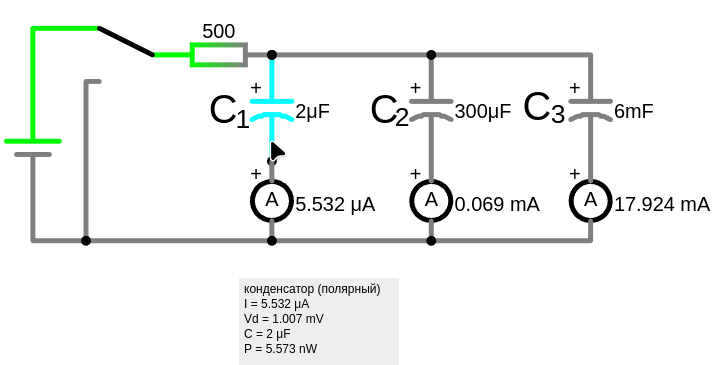 500
+ + +
C1 2μF C2 300μF C3 6mF
+ + +
A 5.532 μA A 0.069 mA A 17.924 mA
конденсатор (полярный)
I = 5.532 μA
Vd = 1.007 mV
C = 2 μF
P = 5.573 nW